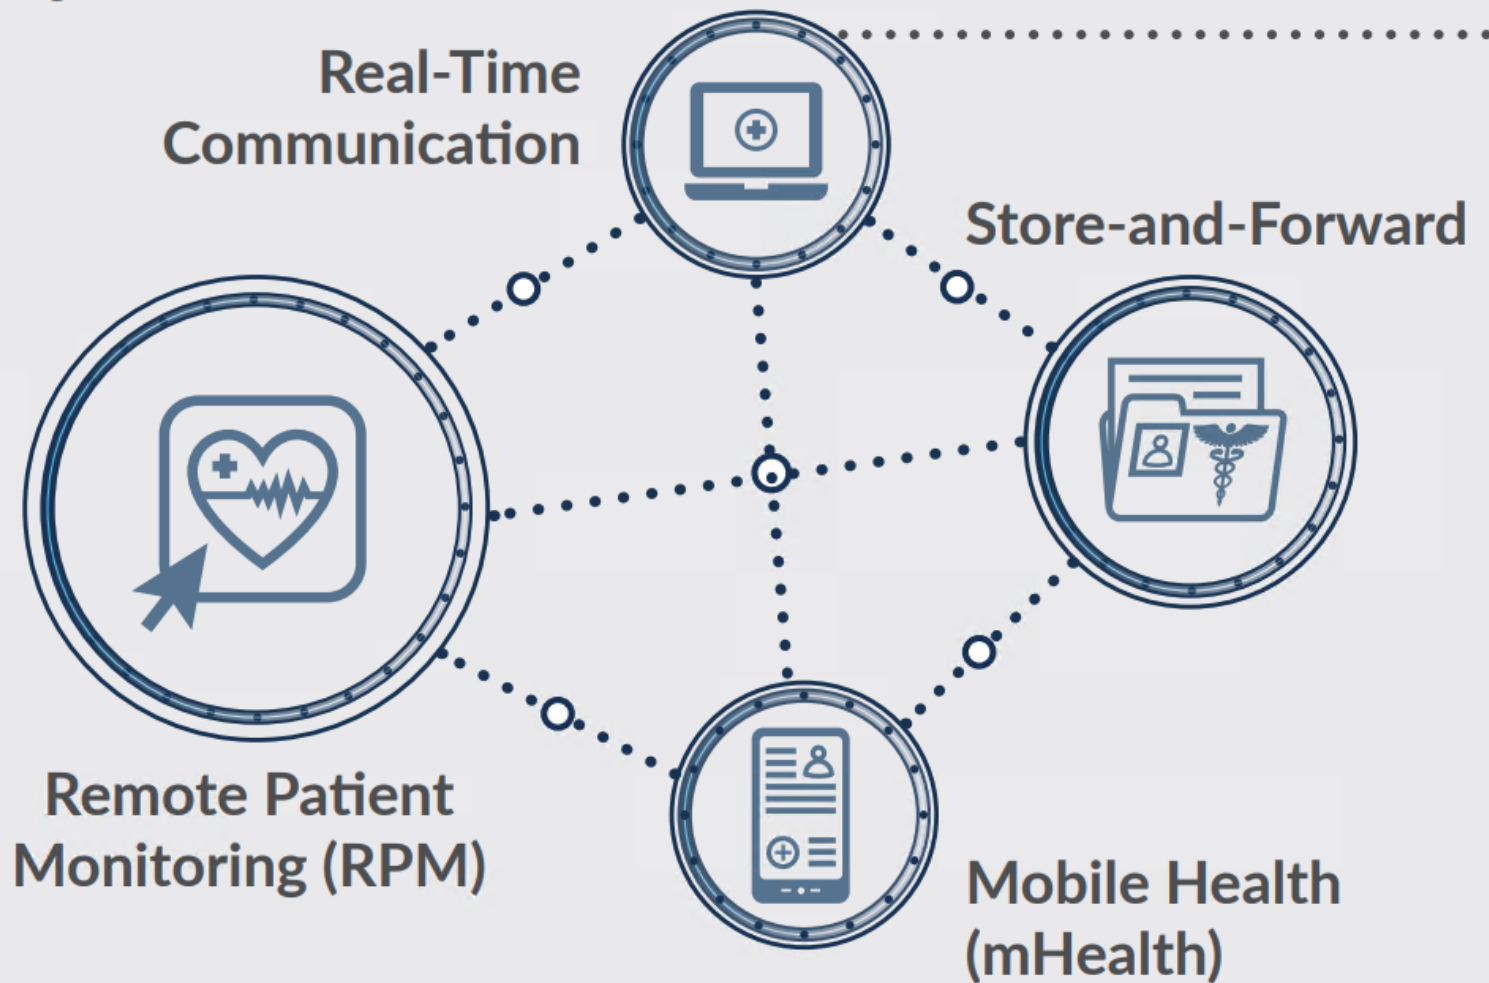 Real-Time
Communication
Store-and-Forward
Remote Patient
Monitoring (RPM)
Mobile Health
(mHealth)